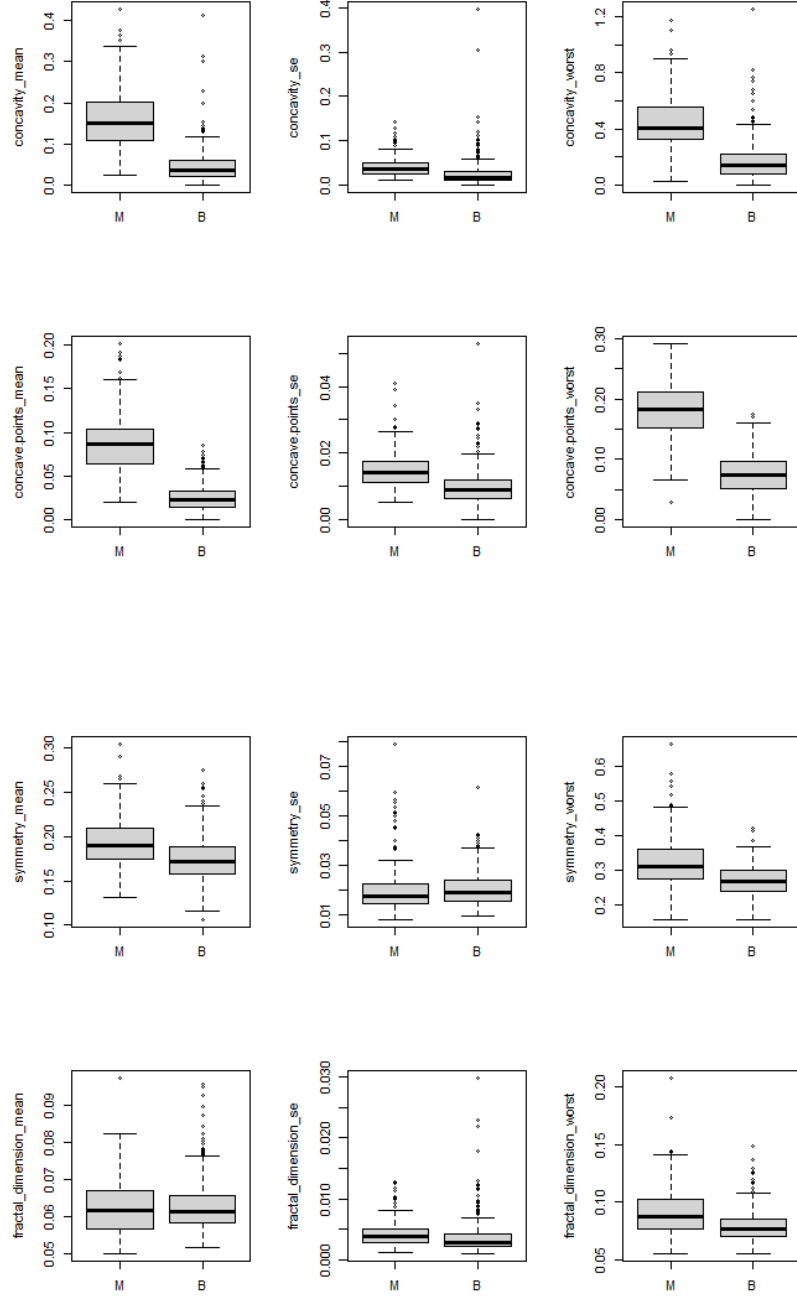 concavity_mean
0.0 0.1 0.2 0.3 0.4
M B
concavity_se
0.0 0.1 0.2 0.3 0.4
M B
concavity_worst
0.0 0.4 0.8 1.2
M B
concave.points_mean
0.00 0.05 0.10 0.15 0.20
M B
concave.points_se
0.00 0.02 0.04
M B
concave.points_worst
0.00 0.10 0.20 0.30
M B
symmetry_mean
0.10 0.15 0.20 0.25 0.30
M B
symmetry_se
0.01 0.03 0.05 0.07
M B
symmetry_worst
0.2 0.3 0.4 0.5 0.6
M B
fractal_dimension_mean
0.05 0.06 0.07 0.08 0.09
M B
fractal_dimension_se
0.000 0.010 0.020 0.030
M B
fractal_dimension_worst
0.05 0.10 0.15 0.20
M B